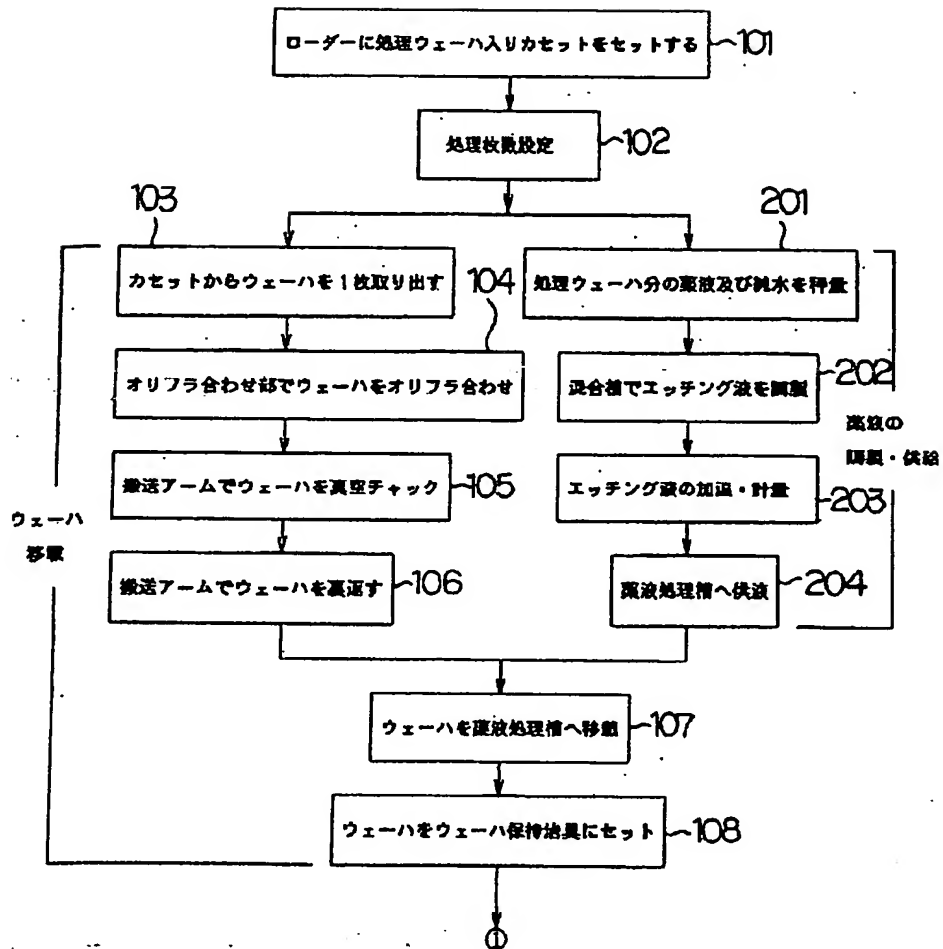 ローダーに処理ウェーハ入りカセットをセットする
101
処理枚数設定
102
103
カセットからウェーハを1枚取り出す
104
オリフラ合わせ部でウェーハをオリフラ合わせ
搬送アームでウェーハを真空チャック
105
搬送アームでウェーハを裏返す
106
ウェーハ
移載
201
処理ウェーハ分の薬液及び純水を秤量
混合槽でエッチング液を調製
202
エッチング液の加温・計量
203
薬液処理槽へ供液
204
薬液の
調製・供給
ウェーハを薬液処理槽へ移載
107
ウェーハをウェーハ保持治具にセット
108
①